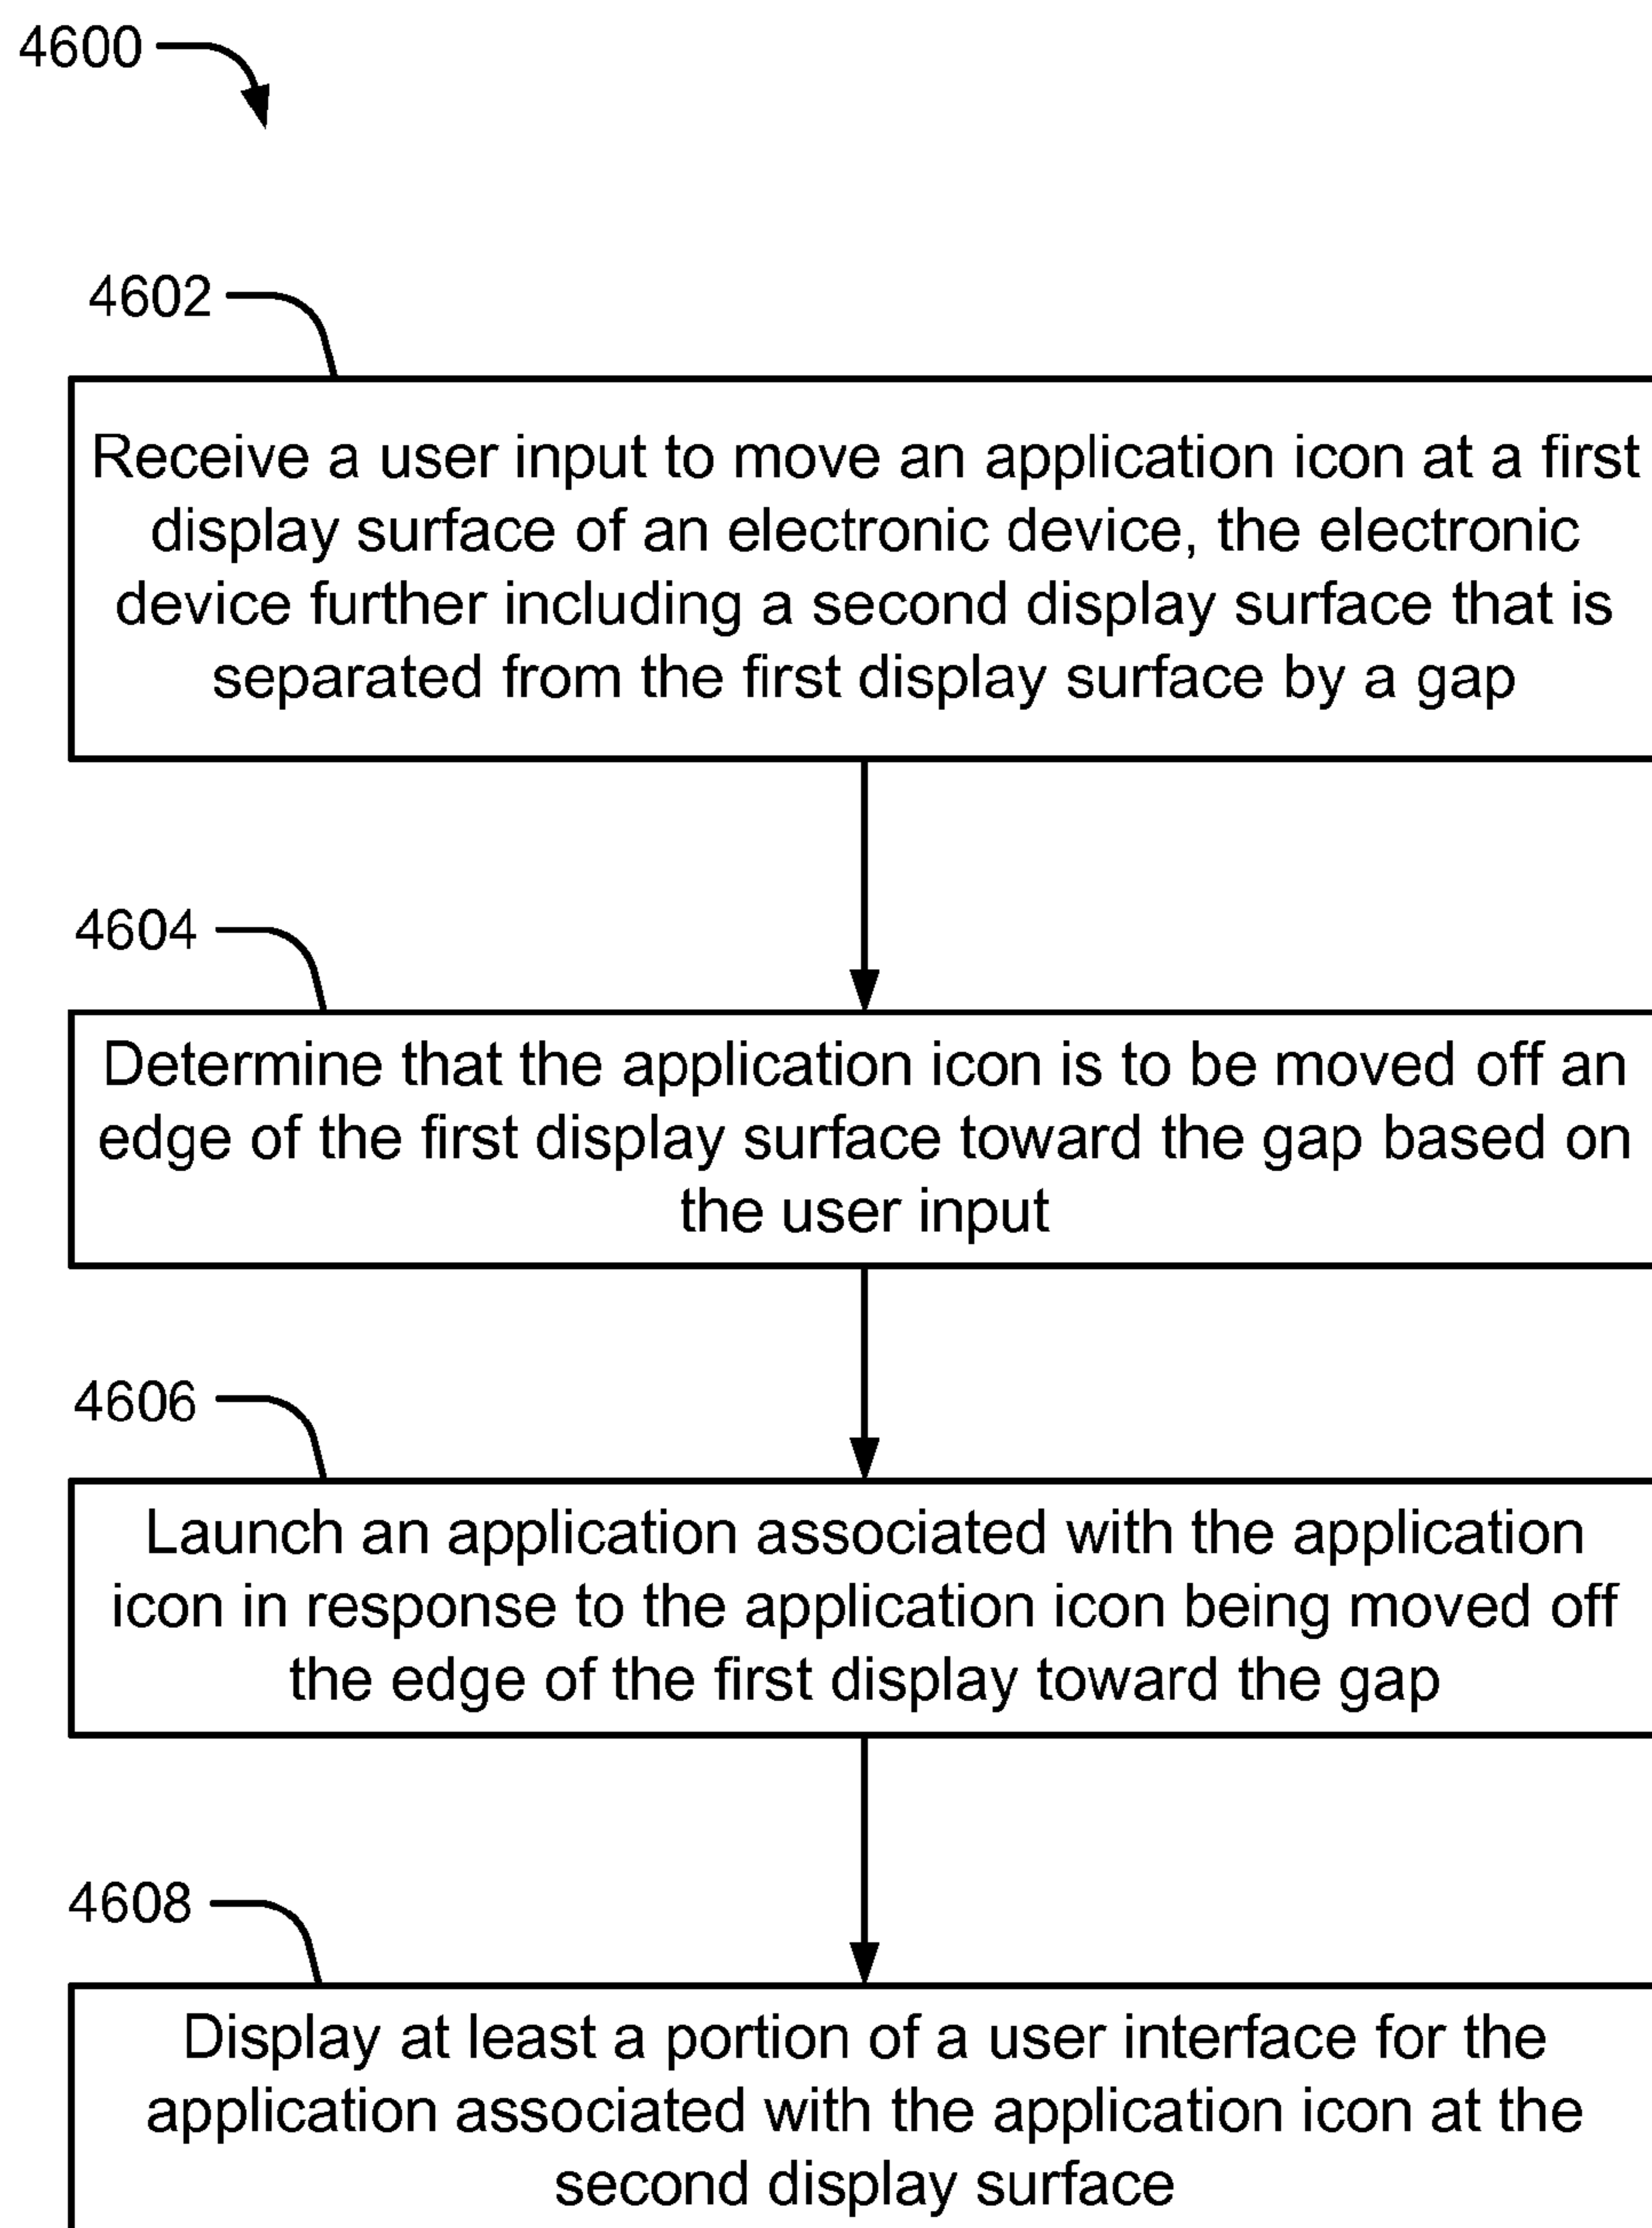 4600
4602
Receive a user input to move an application icon at a first
display surface of an electronic device, the electronic
device further including a second display surface that is
separated from the first display surface by a gap
4604
Determine that the application icon is to be moved off an
edge of the first display surface toward the gap based on
the user input
4606
Launch an application associated with the application
icon in response to the application icon being moved off
the edge of the first display toward the gap
4608
Display at least a portion of a user interface for the
application associated with the application icon at the
second display surface